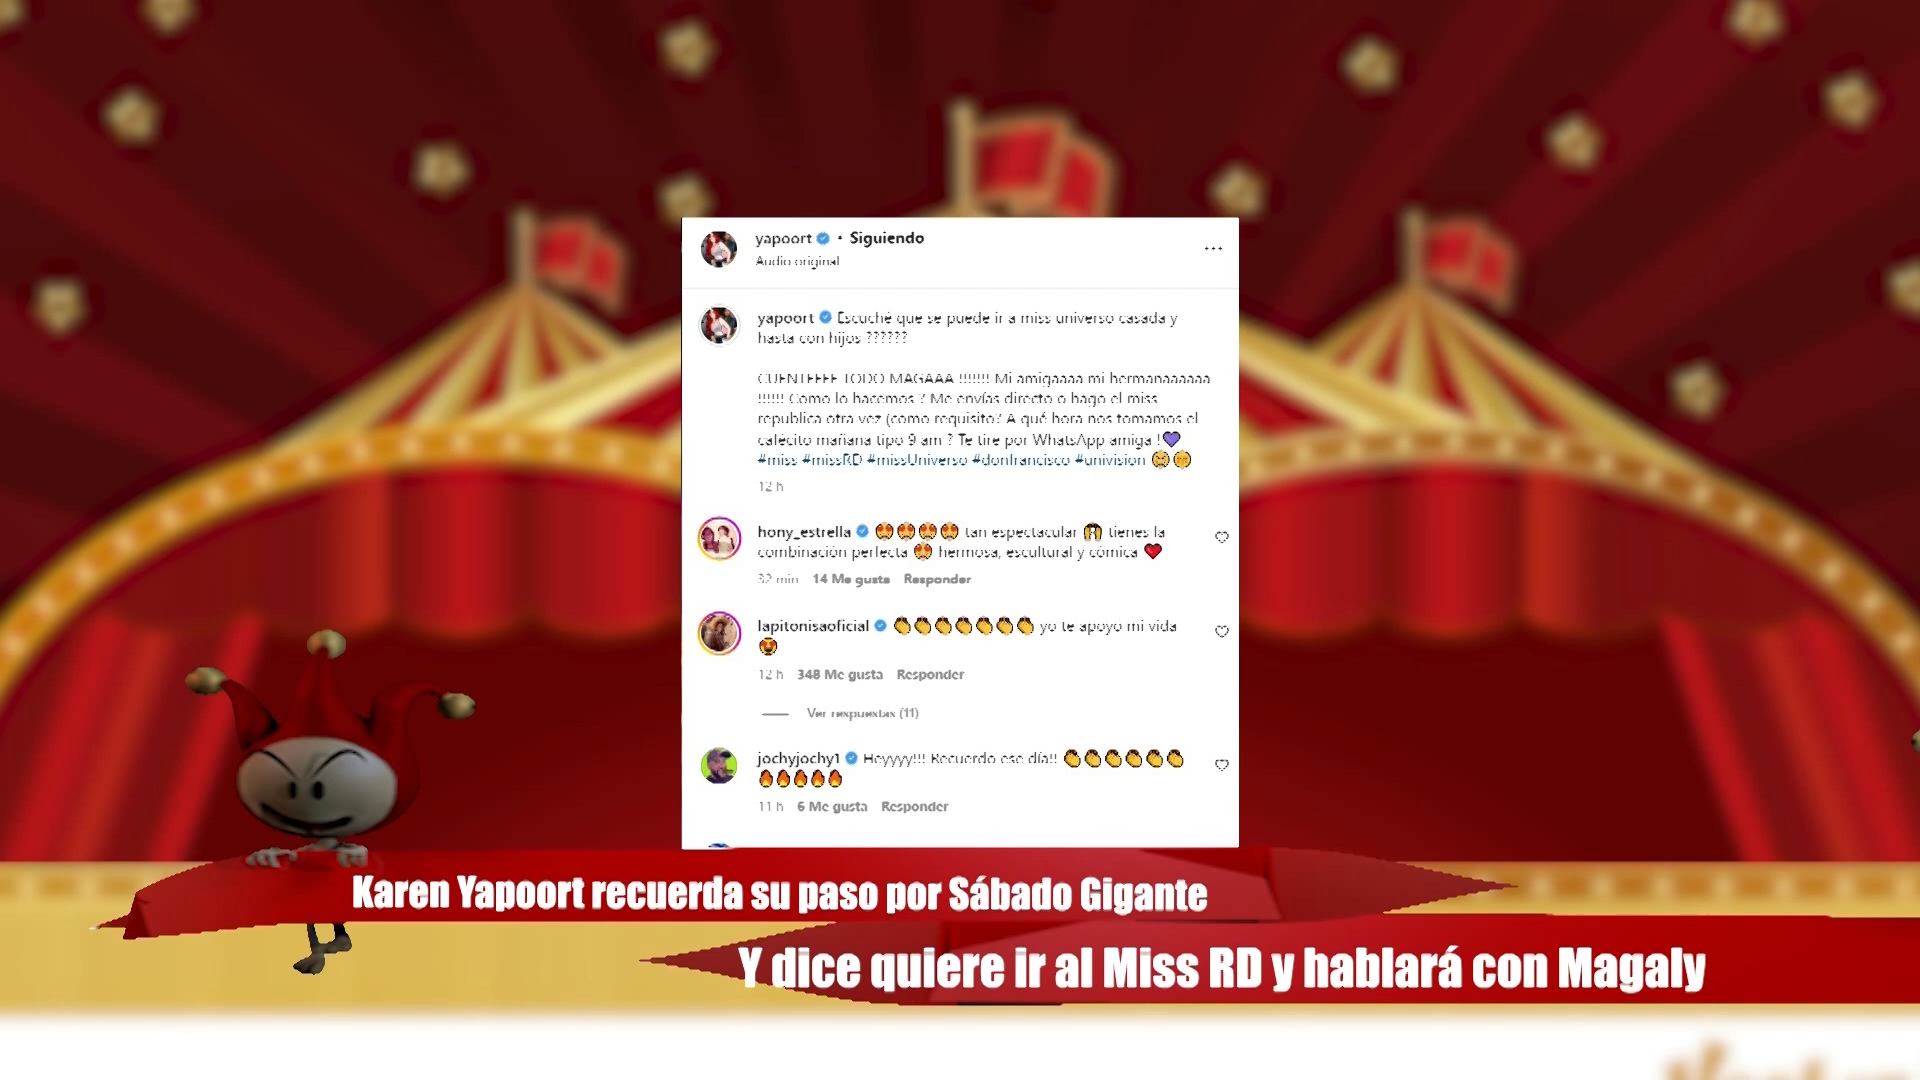 yapoort • Siguiendo
Audio original
yapoort Escuché que se puede ir a miss universo casada y
hasta con hijos ??????
CUENTEEEE TODO MAGAAA !!!!!!! Mi amigaaaa mi hermanaaaaaa
!!!!!! Como lo hacemos ? Me envías directo o hago el miss
republica otra vez (como requisito? A qué hora nos tomamos el
cafécito mañana tipo 9 am ? Te tire por WhatsApp amiga !💜
#miss #missRD #missUniverso #donfrancisco #univision
12 h
hony_estrella 😍😍😍😍 tan espectacular 🙌 tienes la
combinación perfecta 😍 hermosa, escultural y cómica ❤️
32 min 14 Me gusta Responder
lapitonisaoficial 👏👏👏👏👏👏👏 yo te apoyo mi vida
😍
12 h 348 Me gusta Responder
Ver respuestas (11)
jochyjochy1 Heyyyy!!! Recuerdo ese día!! 👏👏👏👏👏👏
🔥🔥🔥🔥🔥
11 h 6 Me gusta Responder
Karen Yapoort recuerda su paso por Sábado Gigante
Y dice quiere ir al Miss RD y hablará con Magaly